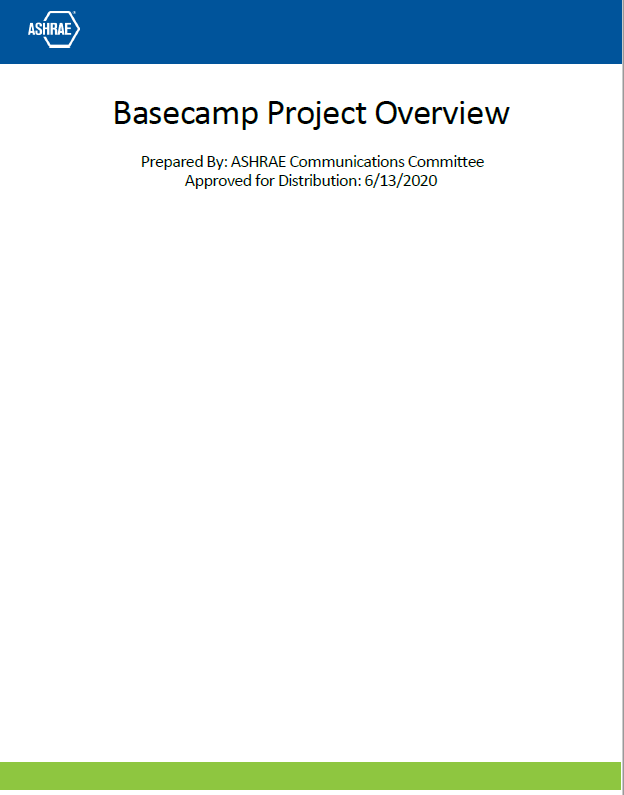 ASHRAE
Basecamp Project Overview
Prepared By: ASHRAE Communications Committee
Approved for Distribution: 6/13/2020